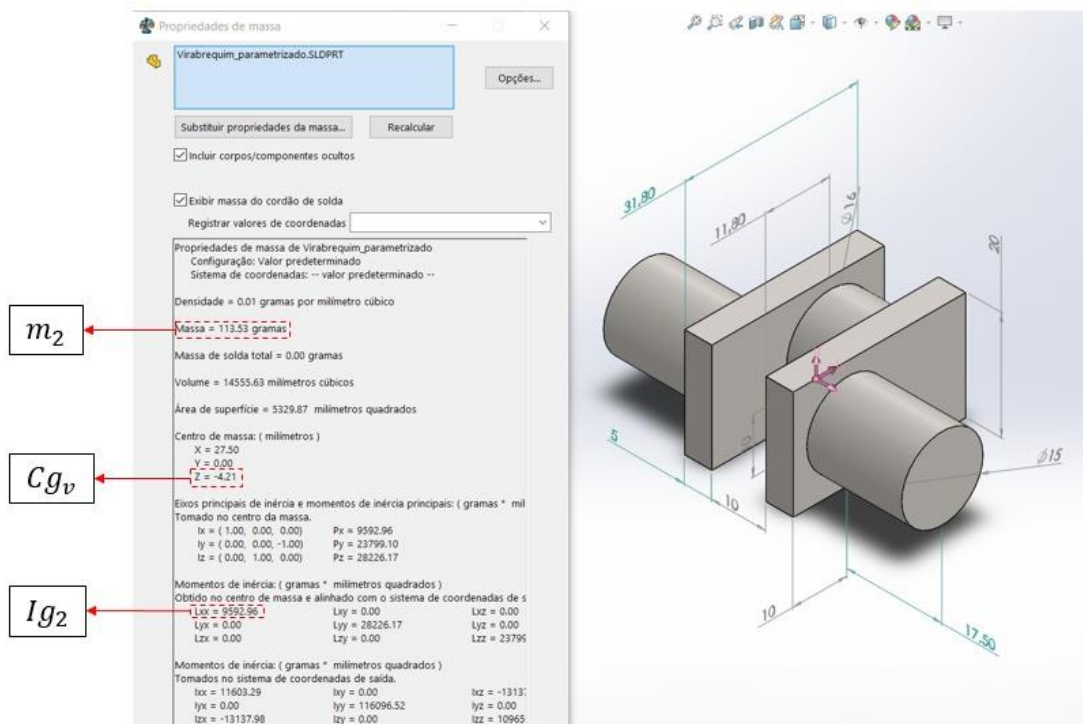 Propriedades de massa
Virabrequim_parametrizado.SLDPRT
Opções...
Substituir propriedades da massa...
Recalcular
Incluir corpos/componentes ocultos
Exibir massa do cordão de solda
Registrar valores de coordenadas
Propriedades de massa de Virabrequim_parametrizado
Configuração: Valor predeterminado
Sistema de coordenadas: -- valor predeterminado --
Densidade = 0.01 gramas por milímetro cúbico
m₂
Massa = 113.53 gramas
Massa de solda total = 0.00 gramas
Volume = 14555.63 milímetros cúbicos
Área de superfície = 5329.87 milímetros quadrados
Centro de massa: ( milímetros )
X = 27.50
Y = 0.00
Cgᵥ
Z = -4.21
Eixos principais de inércia e momentos de inércia principais: ( gramas * mil
Tomado no centro da massa.
Ix = ( 1.00, 0.00, 0.00) Px = 9592.96
Iy = ( 0.00, 0.00, -1.00) Py = 23799.10
Iz = ( 0.00, 1.00, 0.00) Pz = 28226.17
Momentos de inércia: ( gramas * milímetros quadrados )
Obtido no centro de massa e alinhado com o sistema de coordenadas de s
Ig₂
Lxx = 9592.96 Lxy = 0.00 Lxz = 0.00
Lyx = 0.00 Lyy = 28226.17 Lyz = 0.00
Lzx = 0.00 Lzy = 0.00 Lzz = 23799
Momentos de inércia: ( gramas * milímetros quadrados )
Tomados no sistema de coordenadas de saída.
Ixx = 11603.29 Ixy = 0.00 Ixz = -1313
Iyx = 0.00 Iyy = 116096.52 Iyz = 0.00
Izx = -13137.98 Izy = 0.00 Izz = 10965
31,80
11,80
Ø16
20
5
10
Ø15
10
17,50